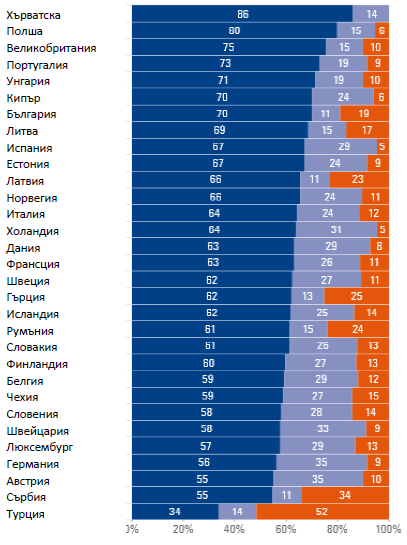 Хърватска 86 14
Полша 80 15 6
Великобритания 75 15 10
Португалия 73 19 9
Унгария 71 19 10
Кипър 70 24 6
България 70 11 19
Литва 69 15 17
Испания 67 29 5
Естония 67 24 9
Латвия 66 11 23
Норвегия 66 24 11
Италия 64 24 12
Холандия 64 31 5
Дания 63 29 8
Франция 63 26 11
Швеция 62 27 11
Гърция 62 13 25
Исландия 62 25 14
Румъния 61 15 24
Словакия 61 26 13
Финландия 60 27 13
Белгия 59 29 12
Чехия 59 27 15
Словения 58 28 14
Швейцария 58 33 9
Люксембург 57 29 13
Германия 56 35 9
Австрия 55 35 10
Сърбия 55 11 34
Турция 34 14 52
0% 20% 40% 60% 80% 100%